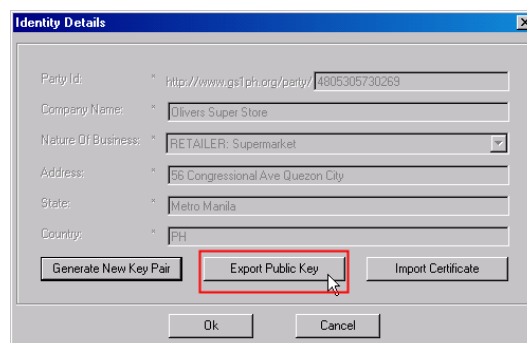 Identity Details
Party Id: * http://www.gs1ph.org/party/ 4805305730269
Company Name: * Olivers Super Store
Nature Of Business: * RETAILER: Supermarket
Address: * 56 Congressional Ave Quezon City
State: * Metro Manila
Country: * PH
Generate New Key Pair Export Public Key Import Certificate
Ok Cancel